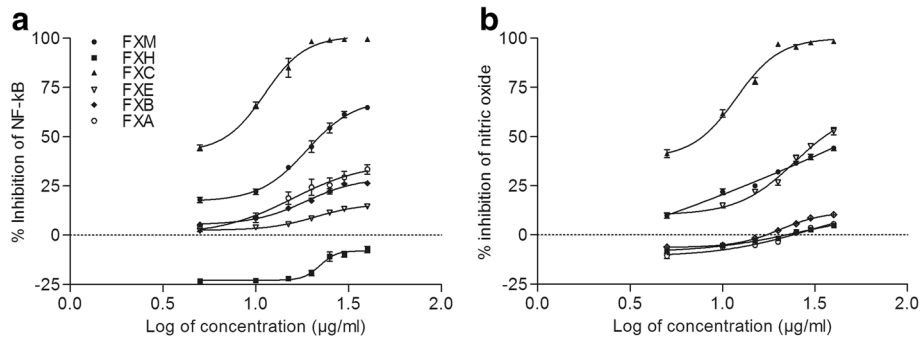 a
FXM
FXH
FXC
FXE
FXB
FXA
% Inhibition of NF-kB
100
75
50
25
0
-25
0.0 0.5 1.0 1.5 2.0
Log of concentration (µg/ml)
b
% inhibition of nitric oxide
100
75
50
25
0
-25
0.0 0.5 1.0 1.5 2.0
Log of concentration (µg/ml)